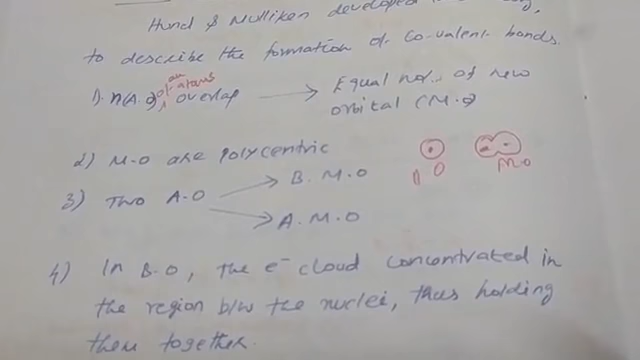 Hund & Mulliken developed
to describe the formation of Co-valent bonds.
an
of atoms
1) n(A.O) overlap → Equal no. of new
orbital (M.O)
2) M.O are polycentric
A O
M.O
3) Two A.O → B.M.O
→ A.M.O
4) In B.O, the e⁻ cloud concentrated in
the region b/w the nuclei, thus holding
them together.